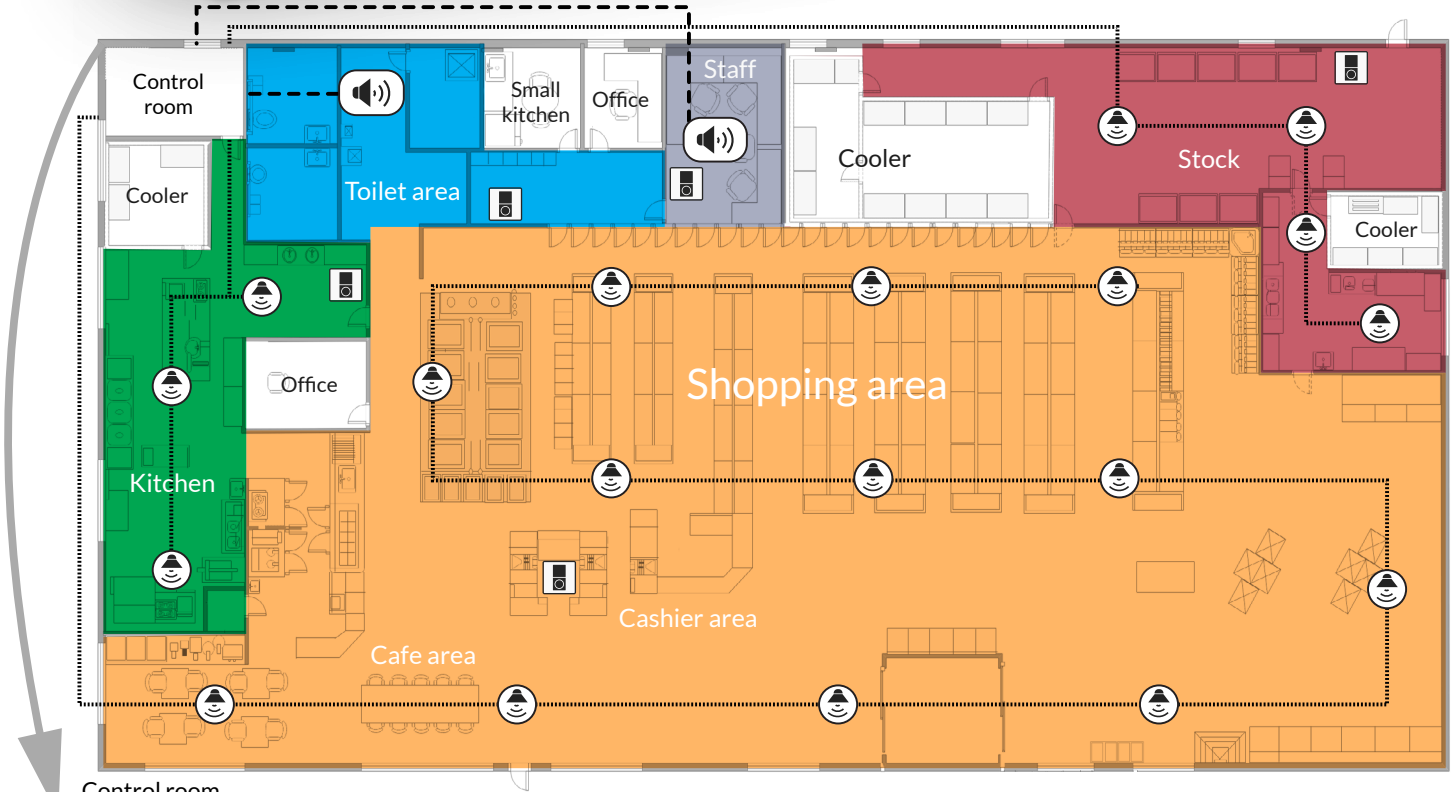 Control
room
Small
kitchen
Office
Staff
Cooler
Stock
Cooler
Toilet area
Cooler
Office
Shopping area
Kitchen
Cashier area
Cafe area
Control room